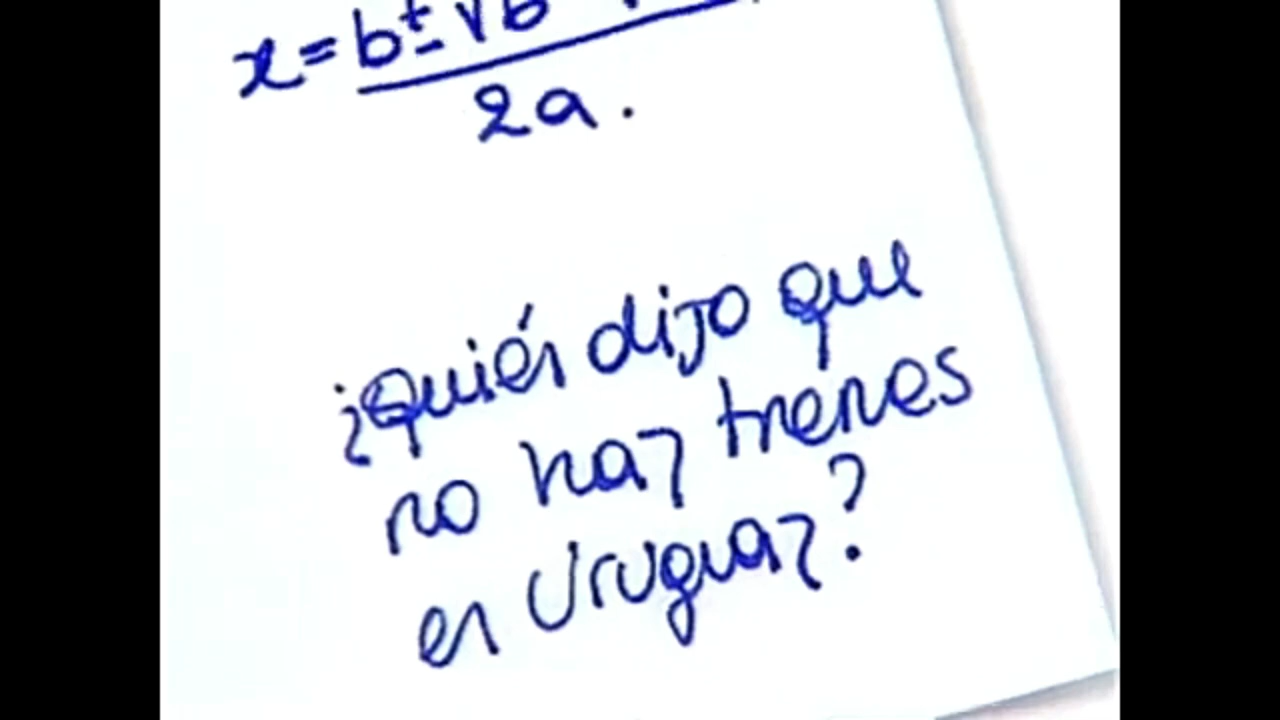 x = b ± √b
2a.
¿quién dijo que
no hay trenes
en Uruguay?